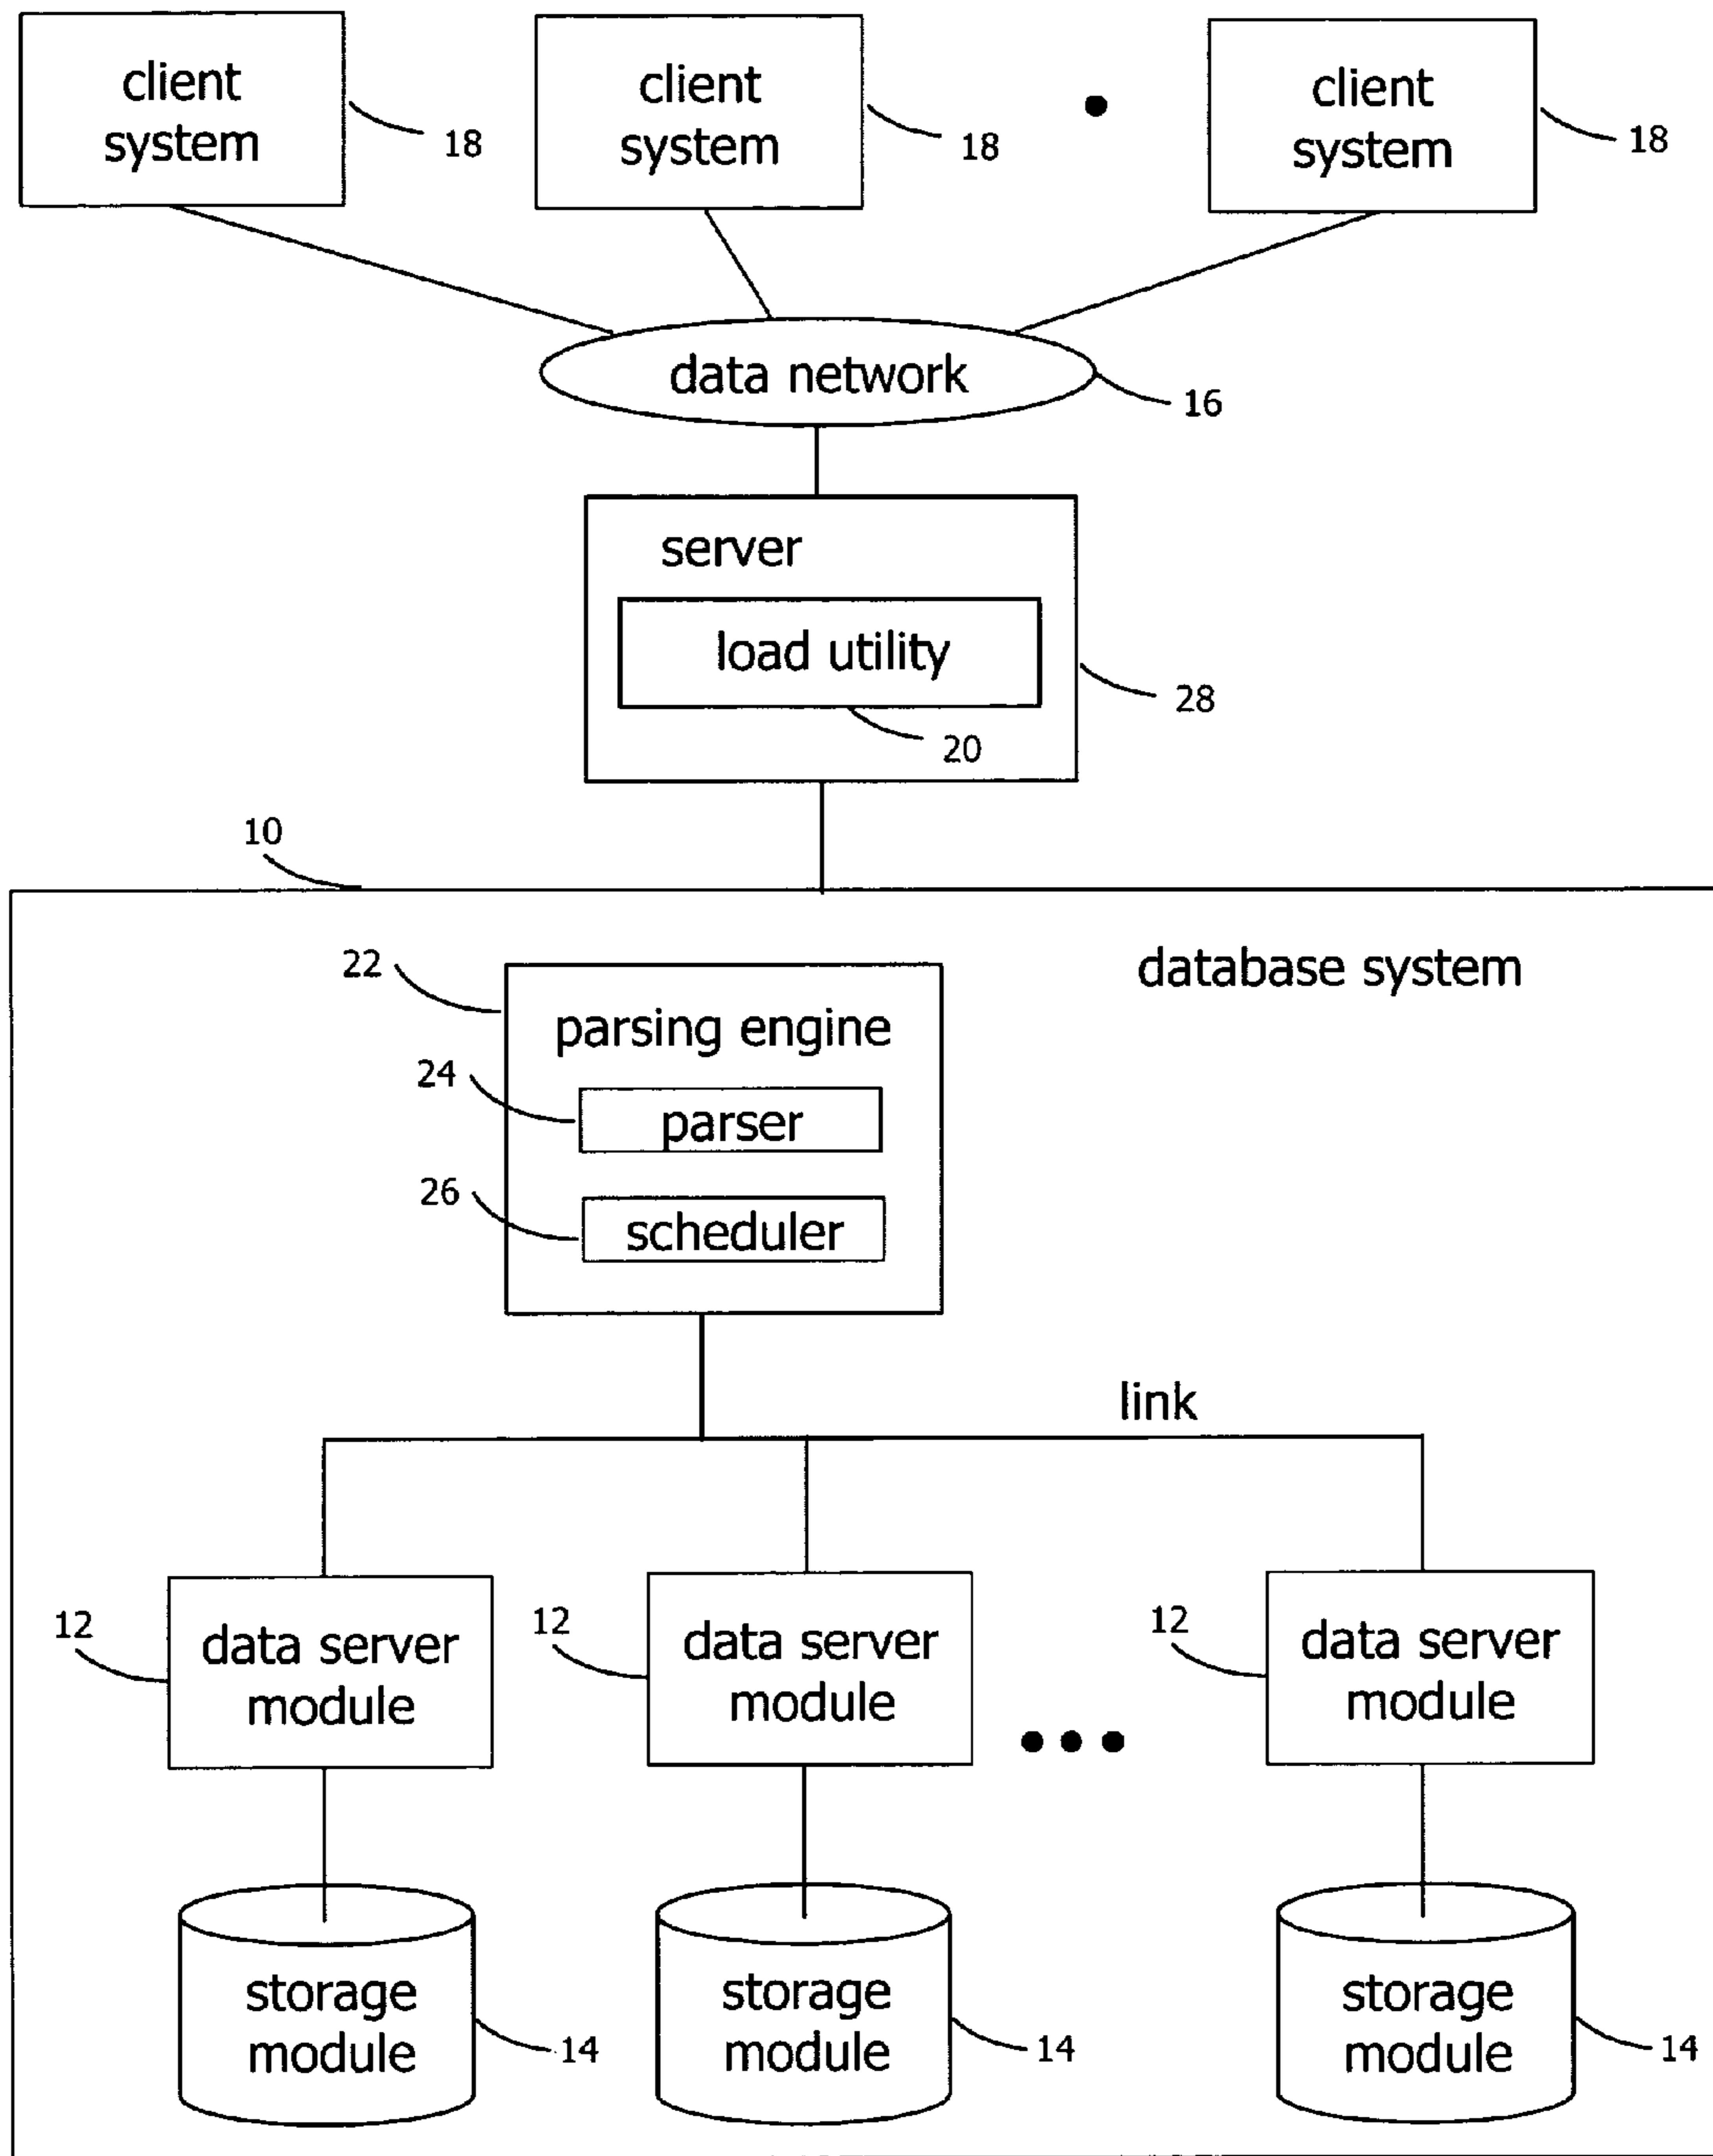 client
system
18
client
system
18
client
system
18
data network
16
server
load utility
20
28
10
database system
22
parsing engine
24
parser
26
scheduler
link
12
data server
module
12
data server
module
12
data server
module
storage
module
14
storage
module
14
storage
module
14